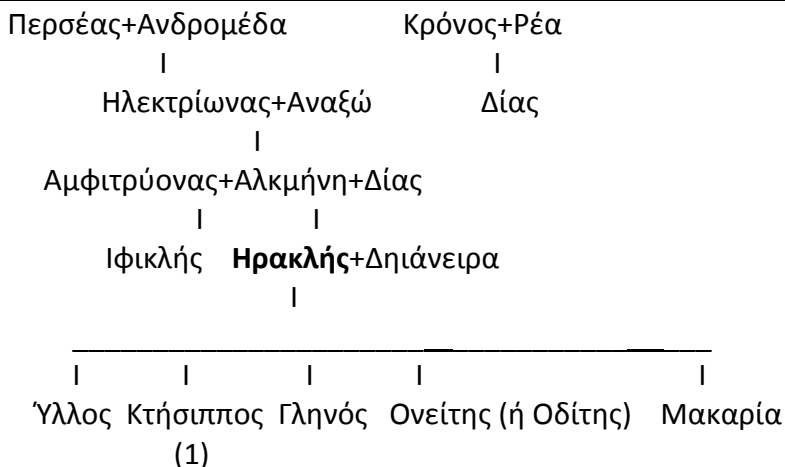 Περσέας+Ανδρομέδα Κρόνος+Ρέα
Ι Ι
Ηλεκτρίωνας+Αναξώ Δίας
Ι
Αμφιτρύονας+Αλκμήνη+Δίας
Ι Ι
Ιφικλής Ηρακλής+Δηιάνειρα
Ι
Ι Ι Ι Ι Ι
Ύλλος Κτήσιππος Γληνός Ονείτης (ή Οδίτης) Μακαρία
(1)